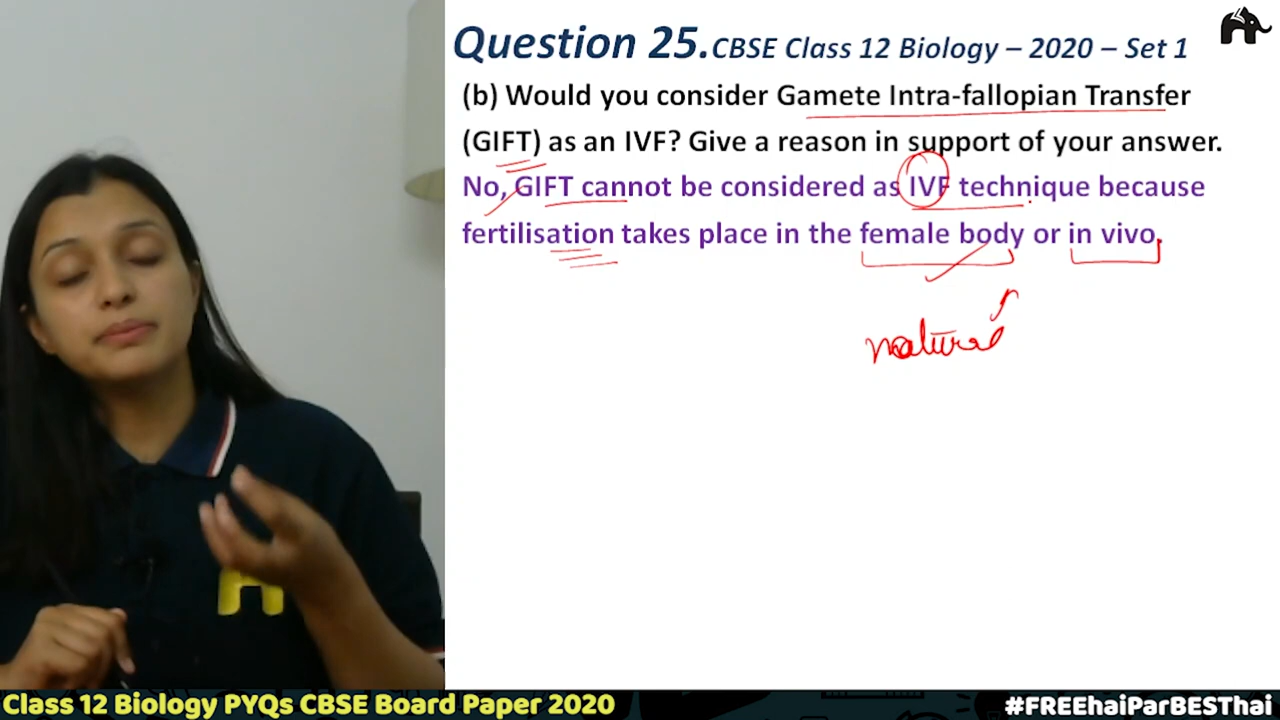 Question 25. CBSE Class 12 Biology – 2020 – Set 1
(b) Would you consider Gamete Intra-fallopian Transfer
(GIFT) as an IVF? Give a reason in support of your answer.
No, GIFT cannot be considered as IVF technique because
fertilisation takes place in the female body or in vivo.
natural
Class 12 Biology PYQs CBSE Board Paper 2020
#FREEhaiParBESThai